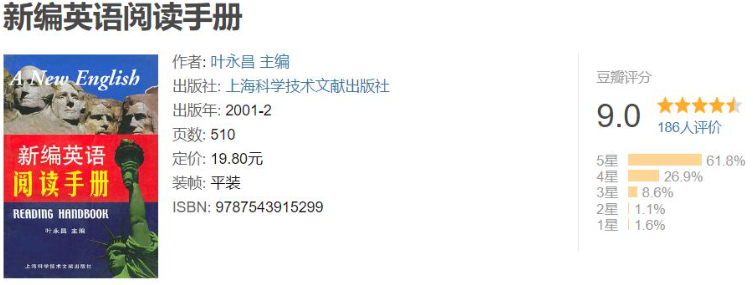 新编英语阅读手册
A New English
新编英语
阅读手册
READING HANDBOOK
叶永昌 主编
上海科学技术文献出版社
作者: 叶永昌 主编
出版社: 上海科学技术文献出版社
出版年: 2001-2
页数: 510
定价: 19.80元
装帧: 平装
ISBN: 9787543915299
豆瓣评分
9.0
186人评价
5星 61.8%
4星 26.9%
3星 8.6%
2星 1.1%
1星 1.6%